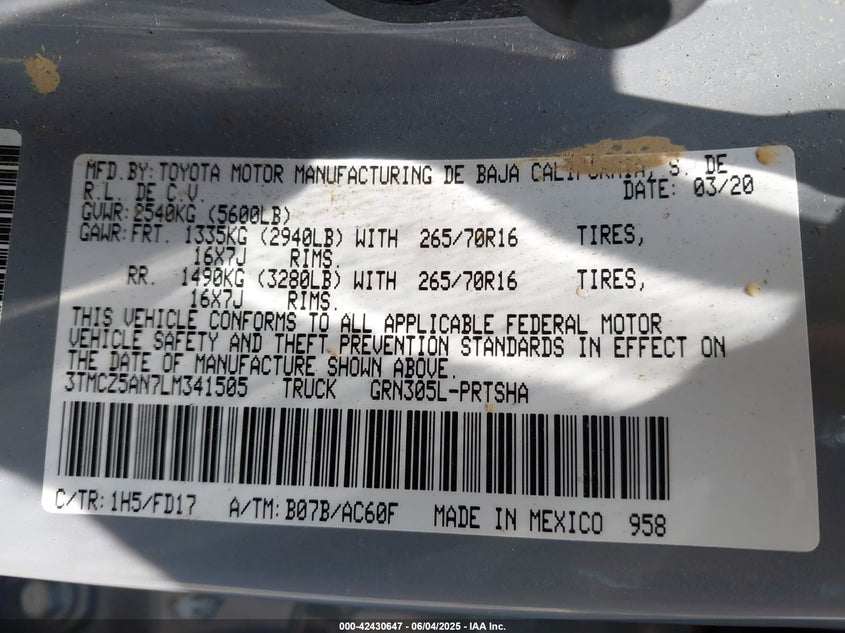 MFD.BY:TOYOTA MOTOR MANUFACTURING DE BAJA CALIFORNIA, S. DE
R.L. DE C.V. DATE: 03/20
GVWR:2540KG (5600LB)
GAWR:FRT. 1335KG (2940LB) WITH 265/70R16 TIRES,
16X7J RIMS.
RR. 1490KG (3280LB) WITH 265/70R16 TIRES,
16X7J RIMS.
THIS VEHICLE CONFORMS TO ALL APPLICABLE FEDERAL MOTOR
VEHICLE SAFETY AND THEFT PREVENTION STANDARDS IN EFFECT ON
THE DATE OF MANUFACTURE SHOWN ABOVE.
3TMCZ5AN7LM341505 TRUCK GRN305L-PRTSHA
C/TR:1H5/FD17 A/TM:B07B/AC60F MADE IN MEXICO 958
000-42430647 - 06/04/2025 - IAA Inc.